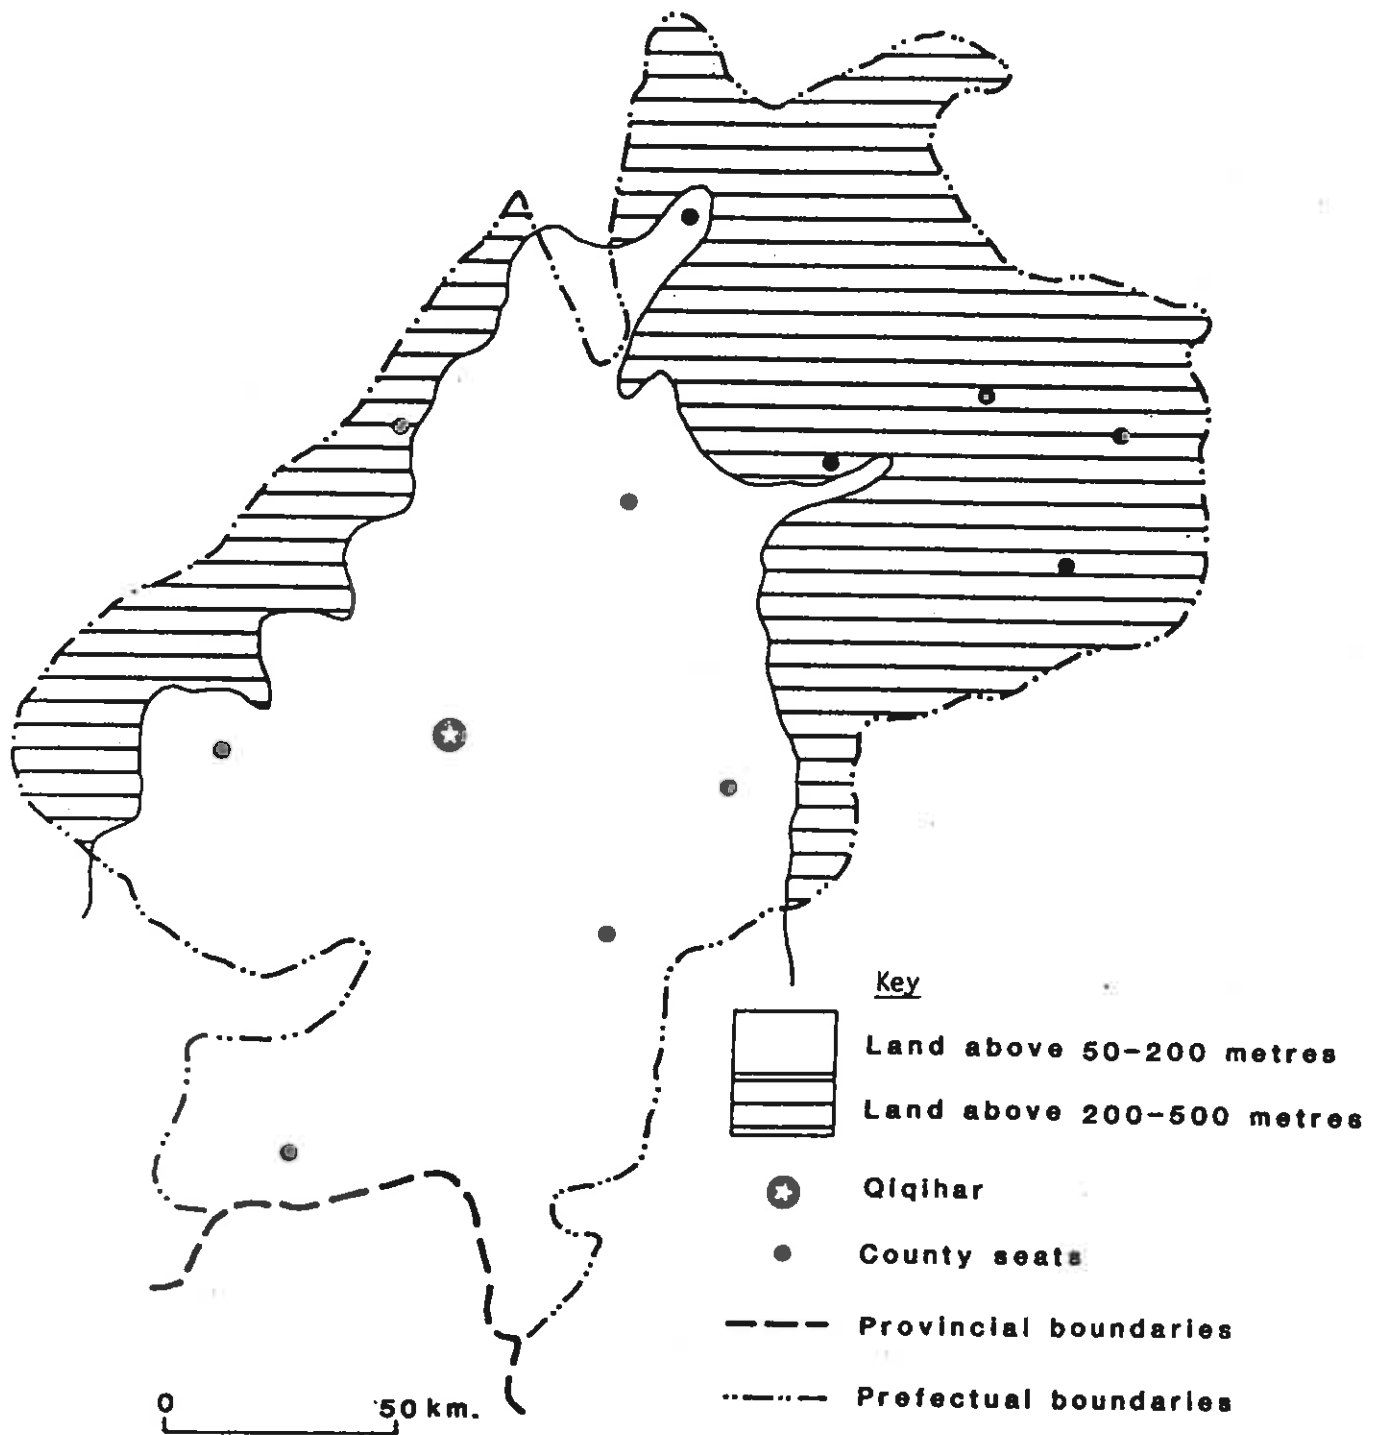 Key
Land above 50-200 metres
Land above 200-500 metres
Qiqihar
County seats
Provincial boundaries
Prefectual boundaries
0 50 km.